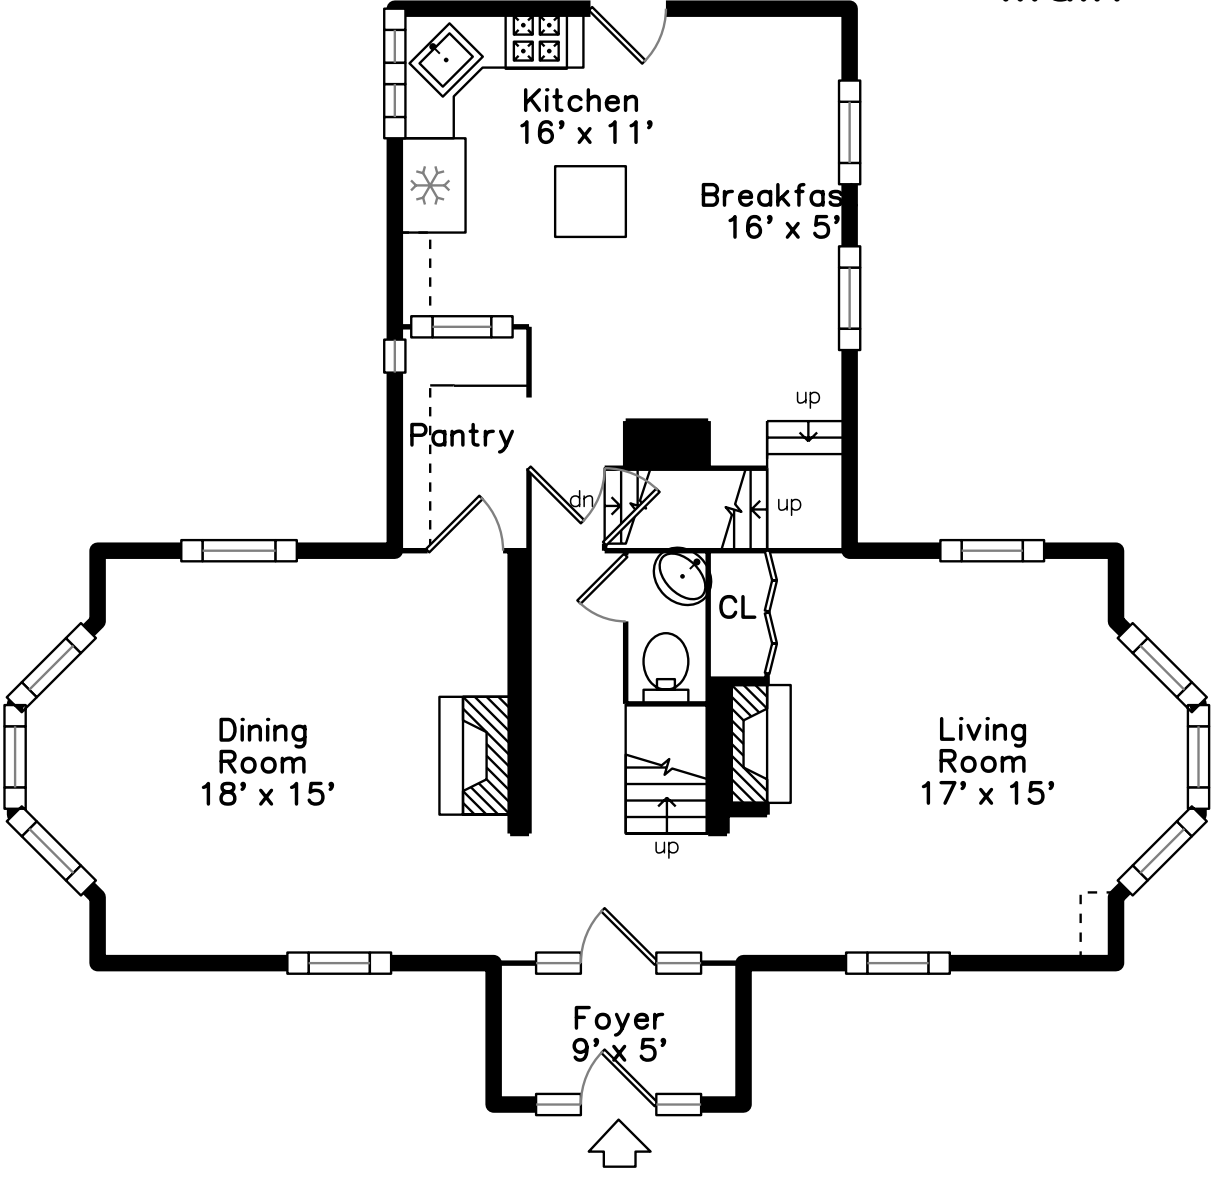 Kitchen
16' x 11'
Breakfas
16' x 5'
up
Pantry
dn
up
CL
Dining
Room
18' x 15'
Living
Room
17' x 15'
up
Foyer
9' x 5'